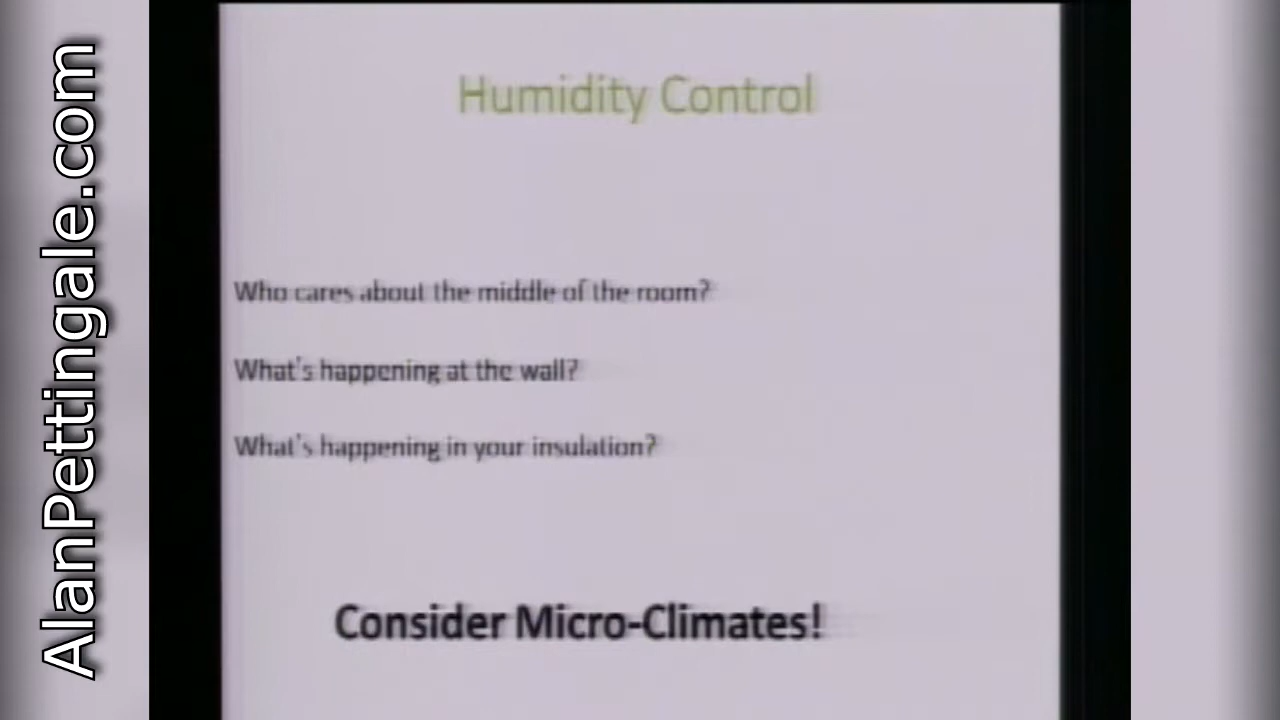 AlanPettingale.com
Humidity Control
Who cares about the middle of the room?
What's happening at the wall?
What's happening in your insulation?
Consider Micro-Climates!